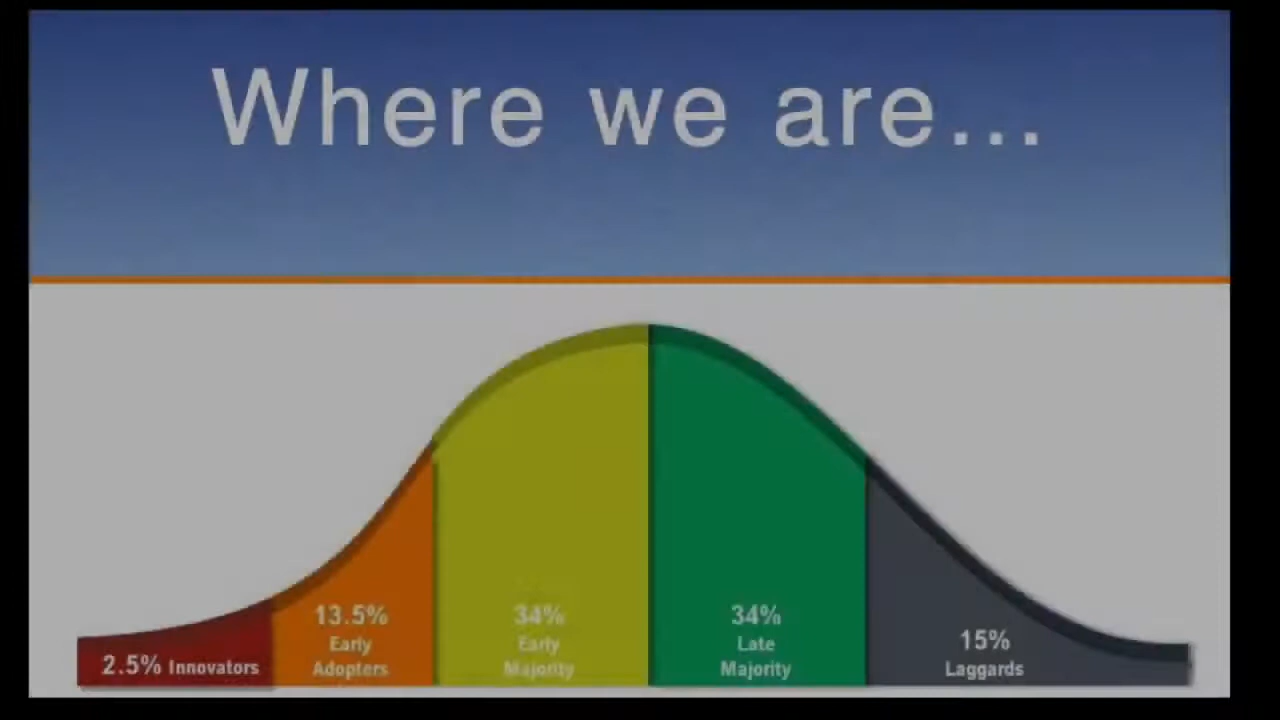 Where we are...
2.5% Innovators
13.5%
Early
Adopters
34%
Early
Majority
34%
Late
Majority
15%
Laggards